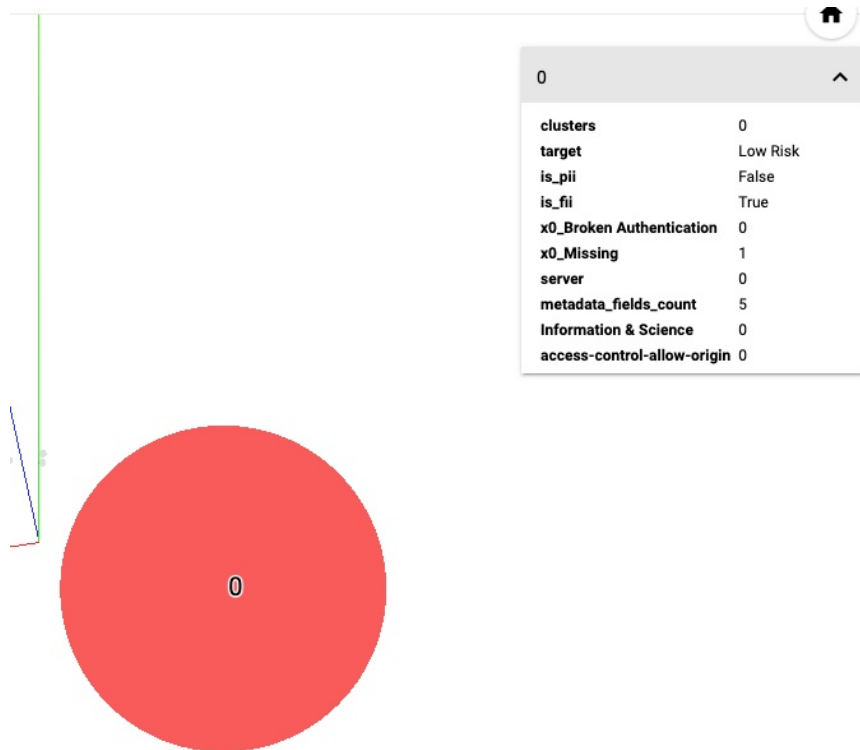 0
clusters 0
target Low Risk
is_pii False
is_fii True
x0_Broken Authentication 0
x0_Missing 1
server 0
metadata_fields_count 5
Information & Science 0
access-control-allow-origin 0
0